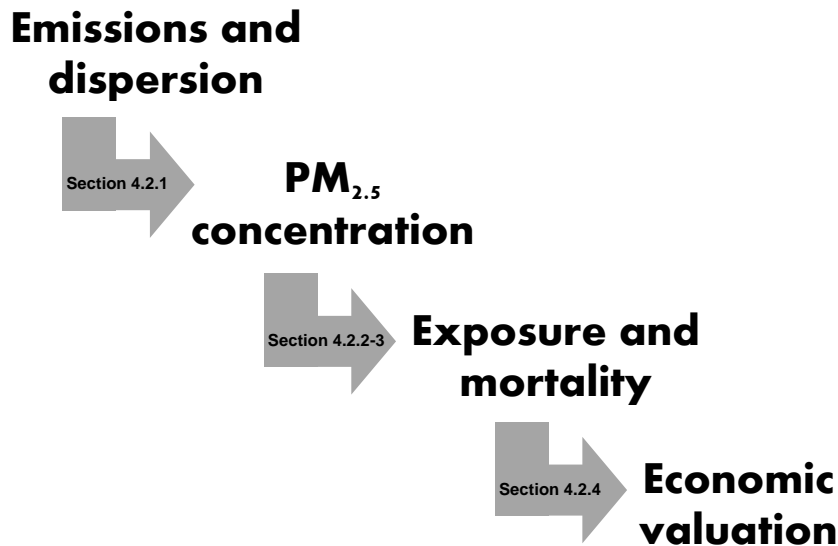 Emissions and
dispersion
Section 4.2.1
PM₂.₅
concentration
Section 4.2.2-3
Exposure and
mortality
Section 4.2.4
Economic
valuation